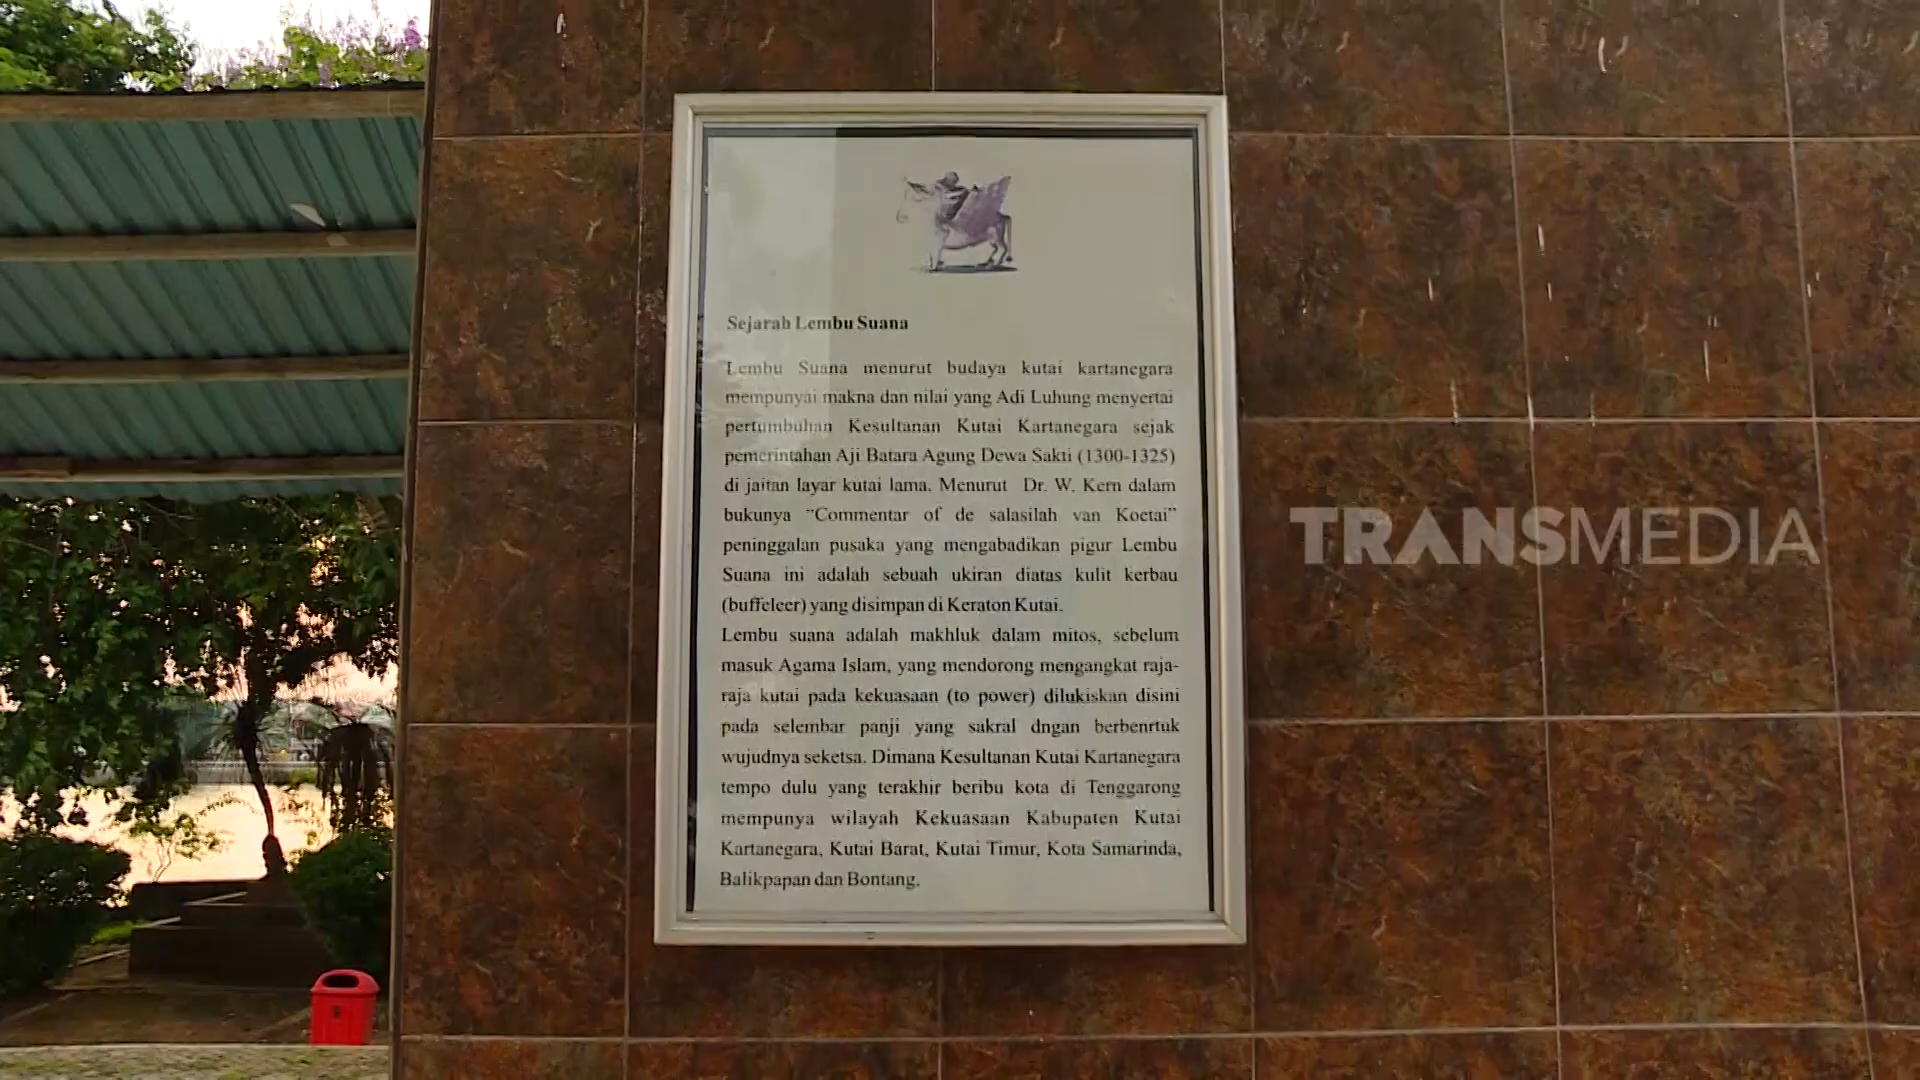 Sejarah Lembu Suana
Lembu Suana menurut budaya kutai kartanegara
mempunyai makna dan nilai yang Adi Luhung menyertai
pertumbuhan Kesultanan Kutai Kartanegara sejak
pemerintahan Aji Batara Agung Dewa Sakti (1300-1325)
di jaitan layar kutai lama. Menurut Dr. W. Kern dalam
bukunya "Commentar of de salasilah van Koetai"
peninggalan pusaka yang mengabadikan pigur Lembu
Suana ini adalah sebuah ukiran diatas kulit kerbau
(buffeleer) yang disimpan di Keraton Kutai.
Lembu suana adalah makhluk dalam mitos, sebelum
masuk Agama Islam, yang mendorong mengangkat raja-
raja kutai pada kekuasaan (to power) dilukiskan disini
pada selembar panji yang sakral dngan berbenrtuk
wujudnya seketsa. Dimana Kesultanan Kutai Kartanegara
tempo dulu yang terakhir beribu kota di Tenggarong
mempunya wilayah Kekuasaan Kabupaten Kutai
Kartanegara, Kutai Barat, Kutai Timur, Kota Samarinda,
Balikpapan dan Bontang.
TRANSMEDIA